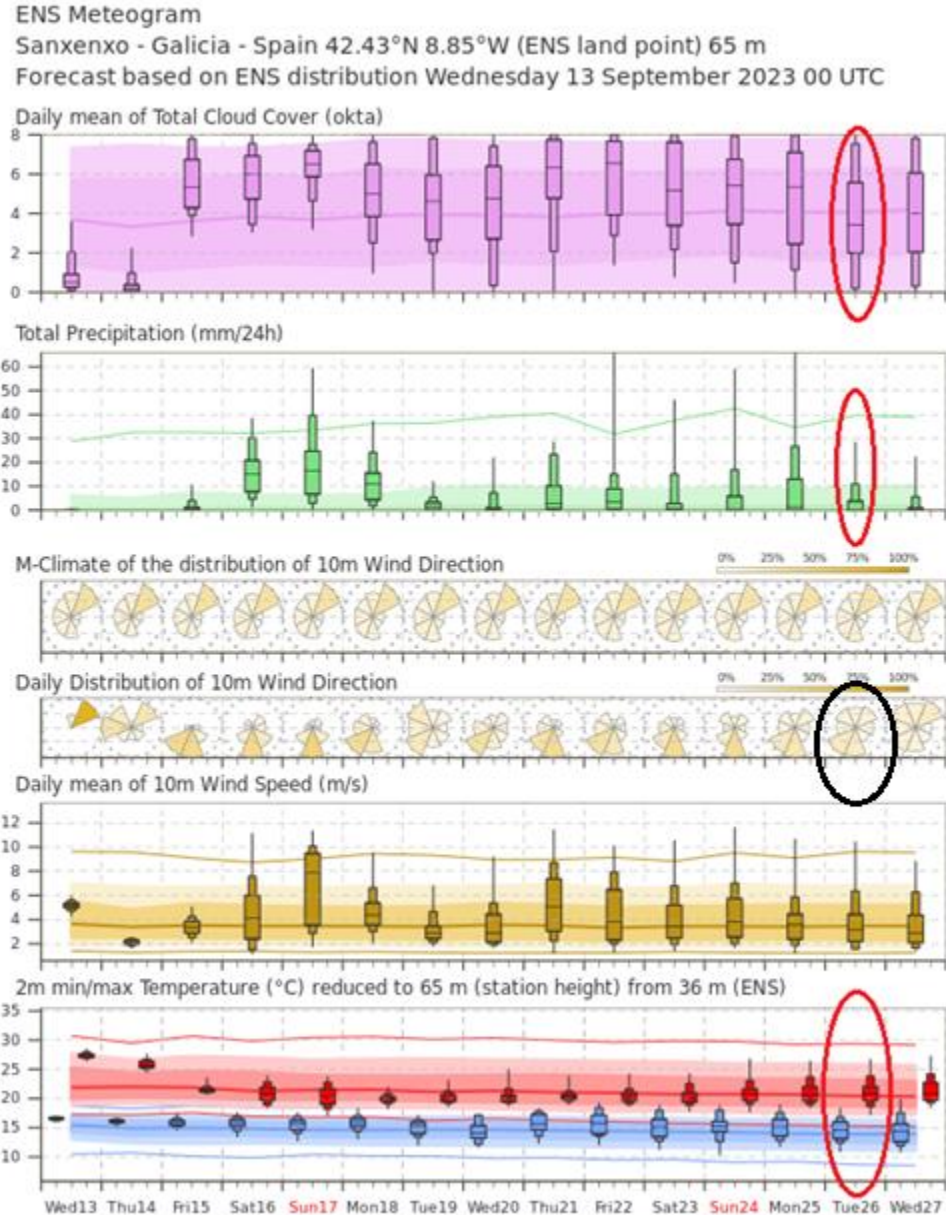 ENS Meteogram
Sanxenxo - Galicia - Spain 42.43°N 8.85°W (ENS land point) 65 m
Forecast based on ENS distribution Wednesday 13 September 2023 00 UTC
Daily mean of Total Cloud Cover (okta)
8
6
4
2
0
Total Precipitation (mm/24h)
60
50
40
30
20
10
0
M-Climate of the distribution of 10m Wind Direction
0% 25% 50% 75% 100%
Daily Distribution of 10m Wind Direction
0% 25% 50% 75% 100%
Daily mean of 10m Wind Speed (m/s)
12
10
8
6
4
2
2m min/max Temperature (°C) reduced to 65 m (station height) from 36 m (ENS)
35
30
25
20
15
10
Wed13 Thu14 Fri15 Sat16 Sun17 Mon18 Tue19 Wed20 Thu21 Fri22 Sat23 Sun24 Mon25 Tue26 Wed27